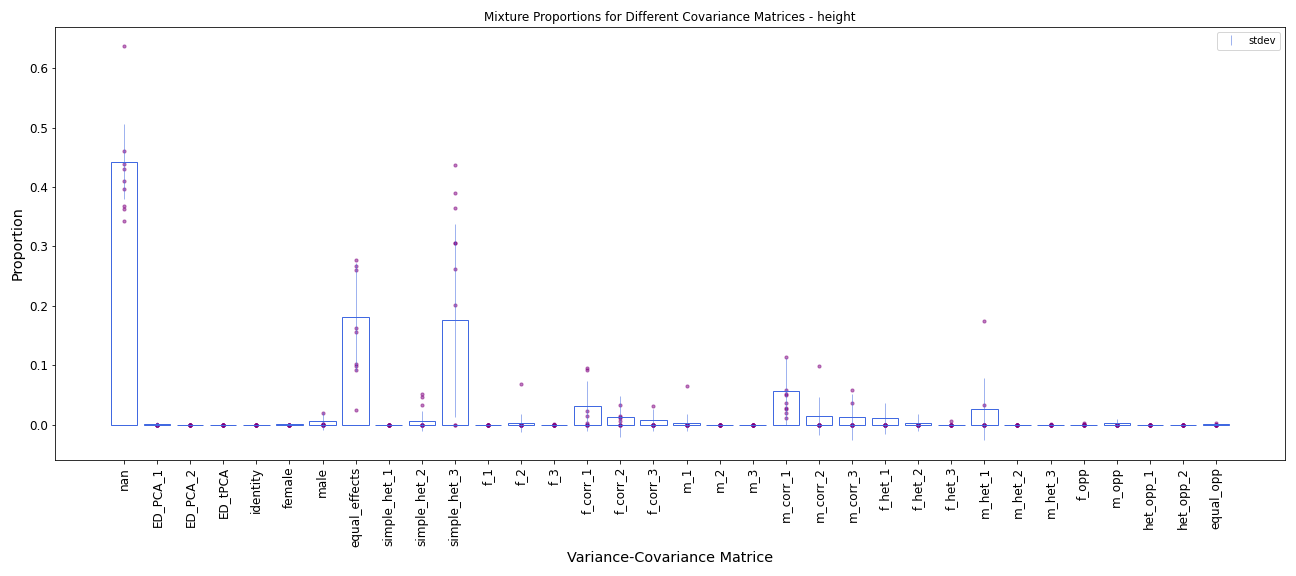 Mixture Proportions for Different Covariance Matrices - height
stdev
Proportion
0.6
0.5
0.4
0.3
0.2
0.1
0.0
nan
ED_PCA_1
ED_PCA_2
ED_tPCA
identity
female
male
equal_effects
simple_het_1
simple_het_2
simple_het_3
f_1
f_2
f_3
f_corr_1
f_corr_2
f_corr_3
m_1
m_2
m_3
m_corr_1
m_corr_2
m_corr_3
f_het_1
f_het_2
f_het_3
m_het_1
m_het_2
m_het_3
f_opp
m_opp
het_opp_1
het_opp_2
equal_opp
Variance-Covariance Matrice